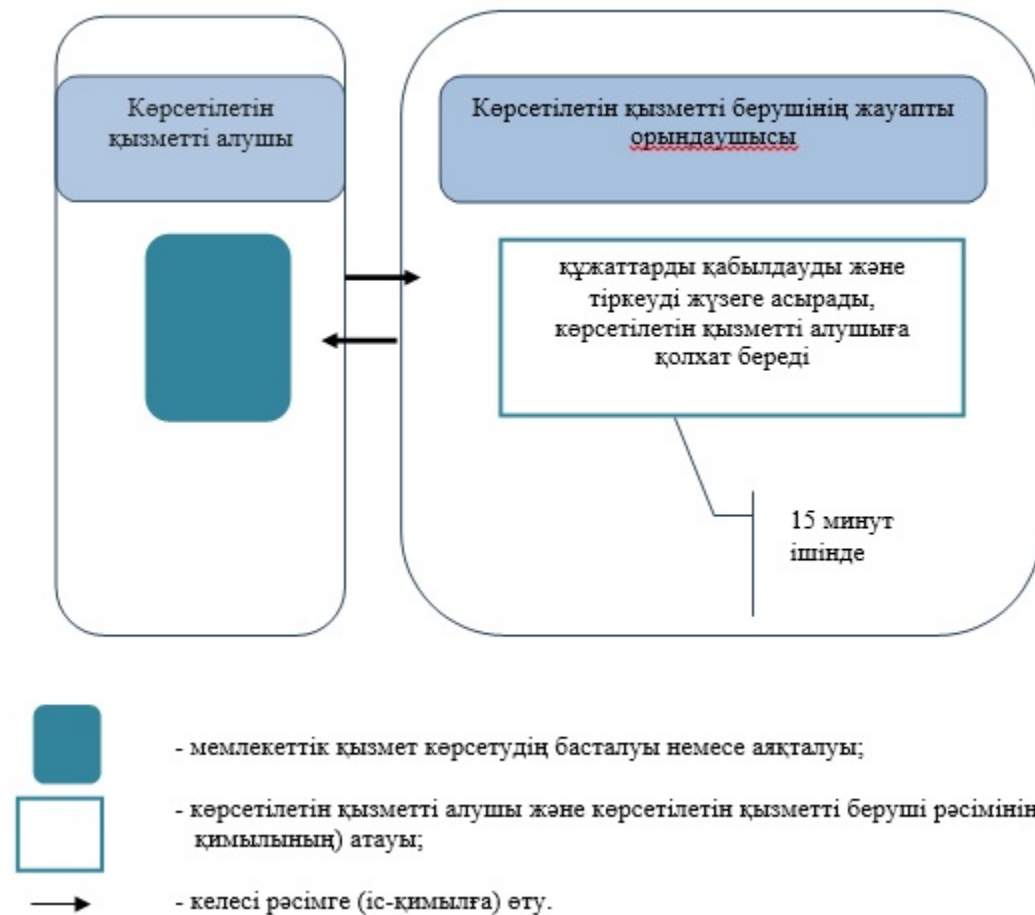 Көрсетілетін
қызметті алушы
Көрсетілетін қызметті берушінің жауапты
орындаушысы
құжаттарды қабылдауды және
тіркеуді жүзеге асырады,
көрсетілетін қызметті алушыға
қолхат береді
15 минут
ішінде
- мемлекеттік қызмет көрсетудің басталуы немесе аяқталуы;
- көрсетілетін қызметті алушы және көрсетілетін қызметті беруші рәсімінің
қимылының) атауы;
- келесі рәсімге (іс-қимылға) өту.